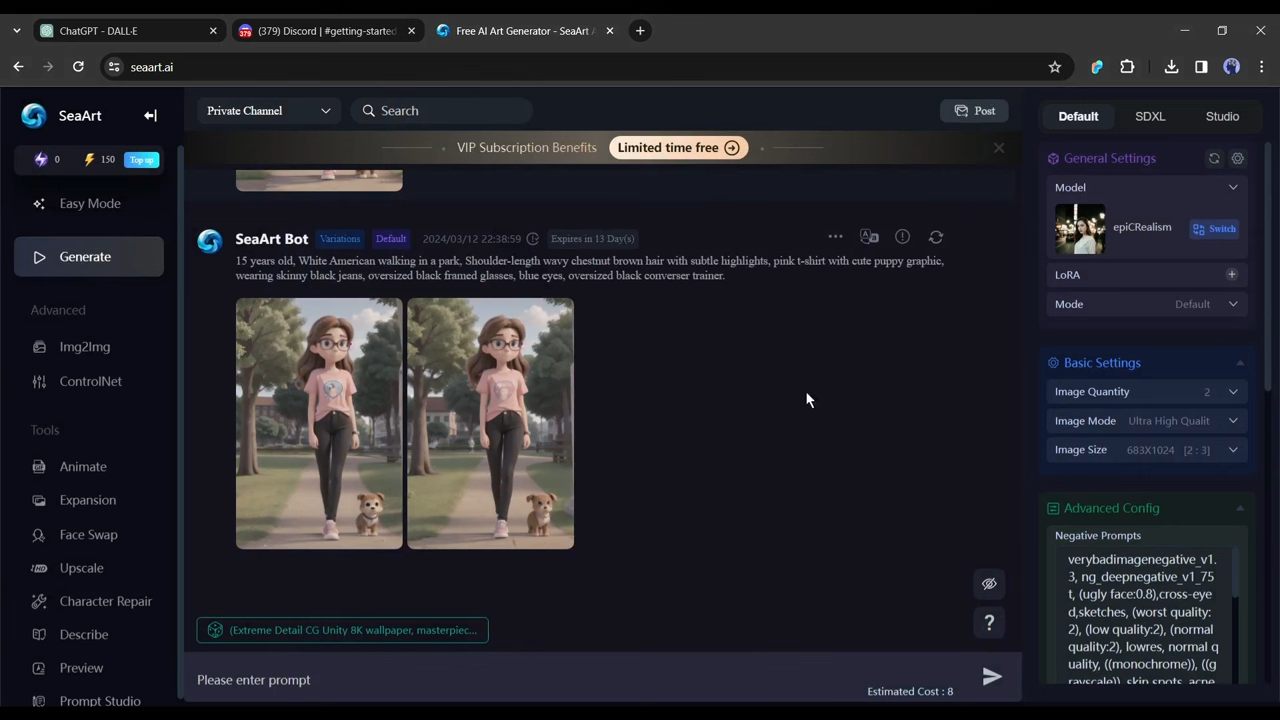 ChatGPT - DALL·E
(379) Discord | #getting-started
Free AI Art Generator - SeaArt A
seaart.ai
SeaArt
0
150
Top up
Easy Mode
Generate
Advanced
Img2Img
ControlNet
Tools
Animate
Expansion
Face Swap
Upscale
Character Repair
Describe
Preview
Prompt Studio
Private Channel
Search
Post
VIP Subscription Benefits
Limited time free
SeaArt Bot
Variations
Default
2024/03/12 22:38:59
Expires in 13 Day(s)
15 years old, White American walking in a park, Shoulder-length wavy chestnut brown hair with subtle highlights, pink t-shirt with cute puppy graphic,
wearing skinny black jeans, oversized black framed glasses, blue eyes, oversized black converser trainer.
(Extreme Detail CG Unity 8K wallpaper, masterpiec...
Please enter prompt
Estimated Cost : 8
?
Default
SDXL
Studio
General Settings
Model
epiCRealism
Switch
LoRA
Mode
Default
Basic Settings
Image Quantity
2
Image Mode
Ultra High Qualit
Image Size
683X1024 [2 : 3]
Advanced Config
Negative Prompts
verybadimagenegative_v1.
3, ng_deepnegative_v1_75
t, (ugly face:0.8),cross-eye
d,sketches, (worst quality:
2), (low quality:2), (normal
quality:2), lowres, normal q
uality, ((monochrome)), ((g
rayscale)), skin spots, acne